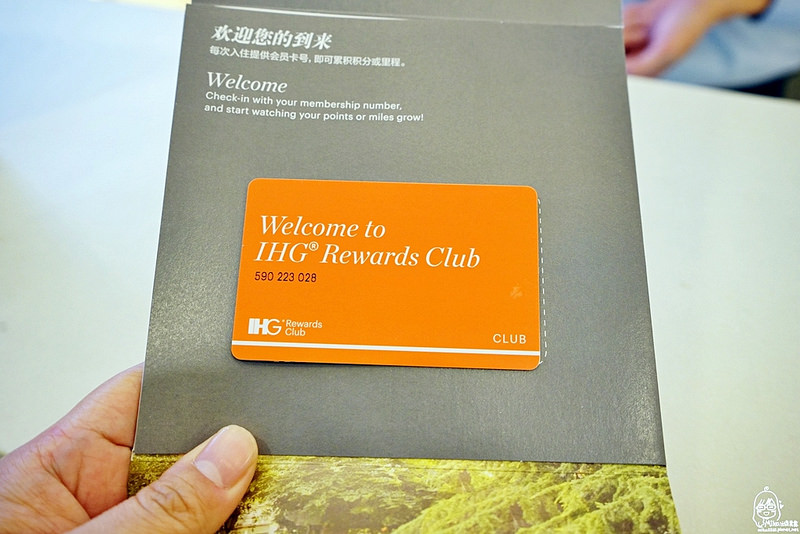 欢迎您的到来
每次入住提供会员卡号，即可累积积分或里程。
Welcome
Check-in with your membership number,
and start watching your points or miles grow!
Welcome to
IHG® Rewards Club
590 223 028
IHG® Rewards
Club
CLUB